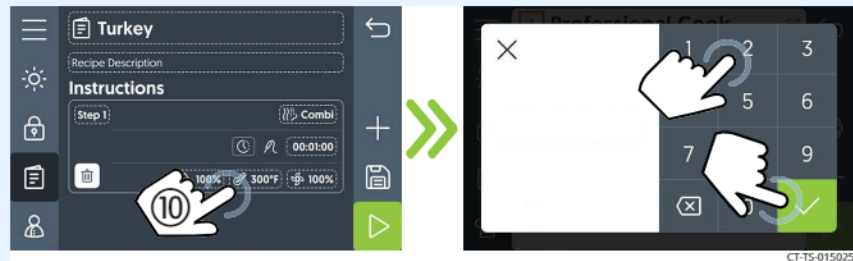 Turkey
Recipe Description
Instructions
Step 1
Combi
00:01:00
100%
300°F
100%
10
Professional Cook
1
2
3
5
6
7
9
CT-TS-015025